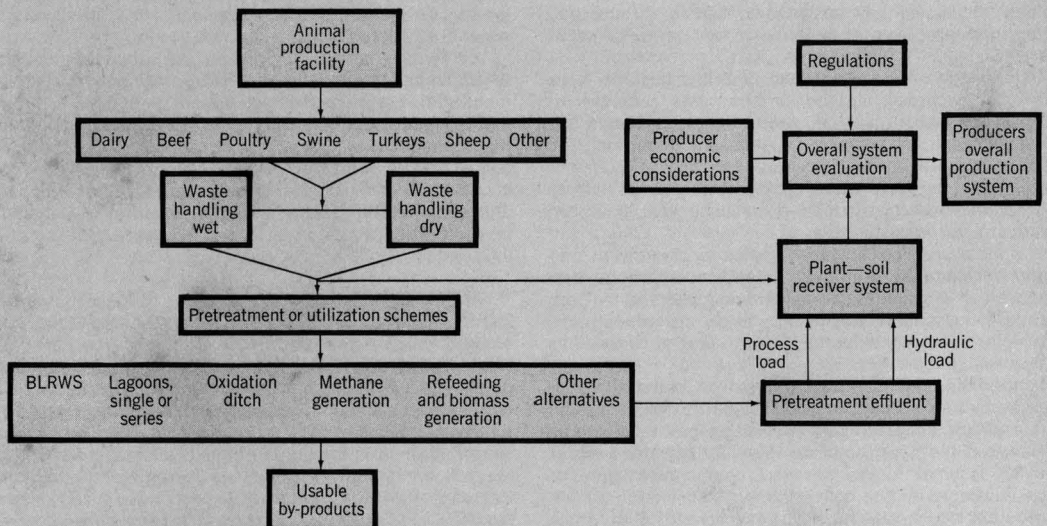 Animal
production
facility
Dairy Beef Poultry Swine Turkeys Sheep Other
Waste
handling
wet
Waste
handling
dry
Pretreatment or utilization schemes
BLRWS
Lagoons,
single or
series
Oxidation
ditch
Methane
generation
Refeeding
and biomass
generation
Other
alternatives
Usable
by-products
Regulations
Producer
economic
considerations
Overall system
evaluation
Producers
overall
production
system
Plant—soil
receiver system
Process
load
Hydraulic
load
Pretreatment effluent